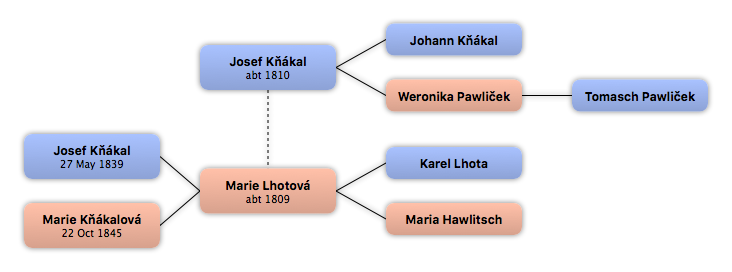 Johann Kňákal
Josef Kňákal
abt 1810
Weronika Pawliček
Tomasch Pawliček
Josef Kňákal
27 May 1839
Karel Lhota
Marie Lhotová
abt 1809
Marie Kňákalová
22 Oct 1845
Maria Hawlitsch